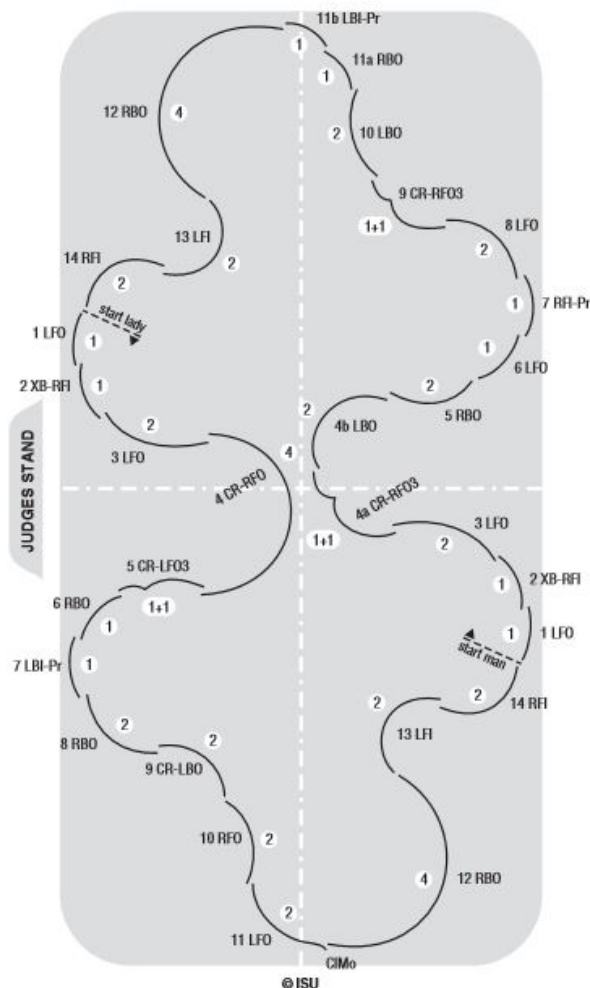 11b LBI-Pr
1
11a RBO
1
12 RBO
4
2
10 LBO
9 CR-RFO3
1+1
8 LFO
13 LFI
2
2
14 RFI
2
start lady
1 LFO
1
1
7 RFI-Pr
1
6 LFO
2 XB-RFI
1
2
5 RBO
2
4b LBO
2
3 LFO
4
4 CR-RFO
4a CR-RFO3
JUDGES STAND
1+1
3 LFO
2
5 CR-LFO3
1+1
2 XB-RFI
1
6 RBO
1
1
1 LFO
start man
7 LBI-Pr
1
2
14 RFI
2
13 LFI
8 RBO
2
2
9 CR-LBO
10 RFO
2
4
12 RBO
2
11 LFO
ClMo
© ISU